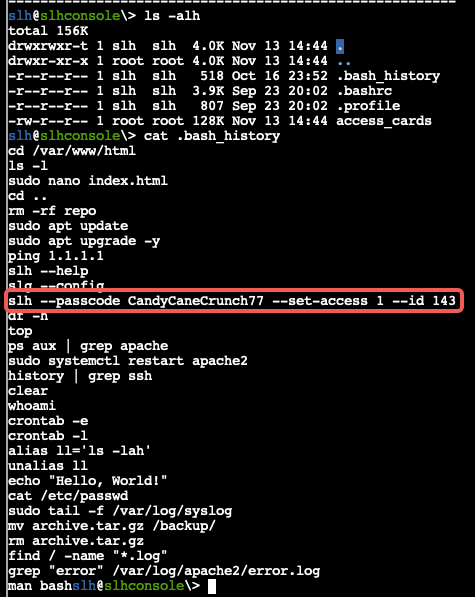 slh@slhconsole\> ls -alh
total 156K
drwxrwxr-t 1 slh  slh  4.0K Nov 13 14:44 .
drwxr-xr-x 1 root root 4.0K Nov 13 14:44 ..
-r--r--r-- 1 slh  slh   518 Oct 16 23:52 .bash_history
-r--r--r-- 1 slh  slh  3.9K Sep 23 20:02 .bashrc
-r--r--r-- 1 slh  slh   807 Sep 23 20:02 .profile
-rw-r--r-- 1 root root 128K Nov 13 14:44 access_cards
slh@slhconsole\> cat .bash_history
cd /var/www/html
ls -l
sudo nano index.html
cd ..
rm -rf repo
sudo apt update
sudo apt upgrade -y
ping 1.1.1.1
slh --help
slg --config
slh --passcode CandyCaneCrunch77 --set-access 1 --id 143
df -h
top
ps aux | grep apache
sudo systemctl restart apache2
history | grep ssh
clear
whoami
crontab -e
crontab -l
alias ll='ls -lah'
unalias ll
echo "Hello, World!"
cat /etc/passwd
sudo tail -f /var/log/syslog
mv archive.tar.gz /backup/
rm archive.tar.gz
find / -name "*.log"
grep "error" /var/log/apache2/error.log
man bashslh@slhconsole\>